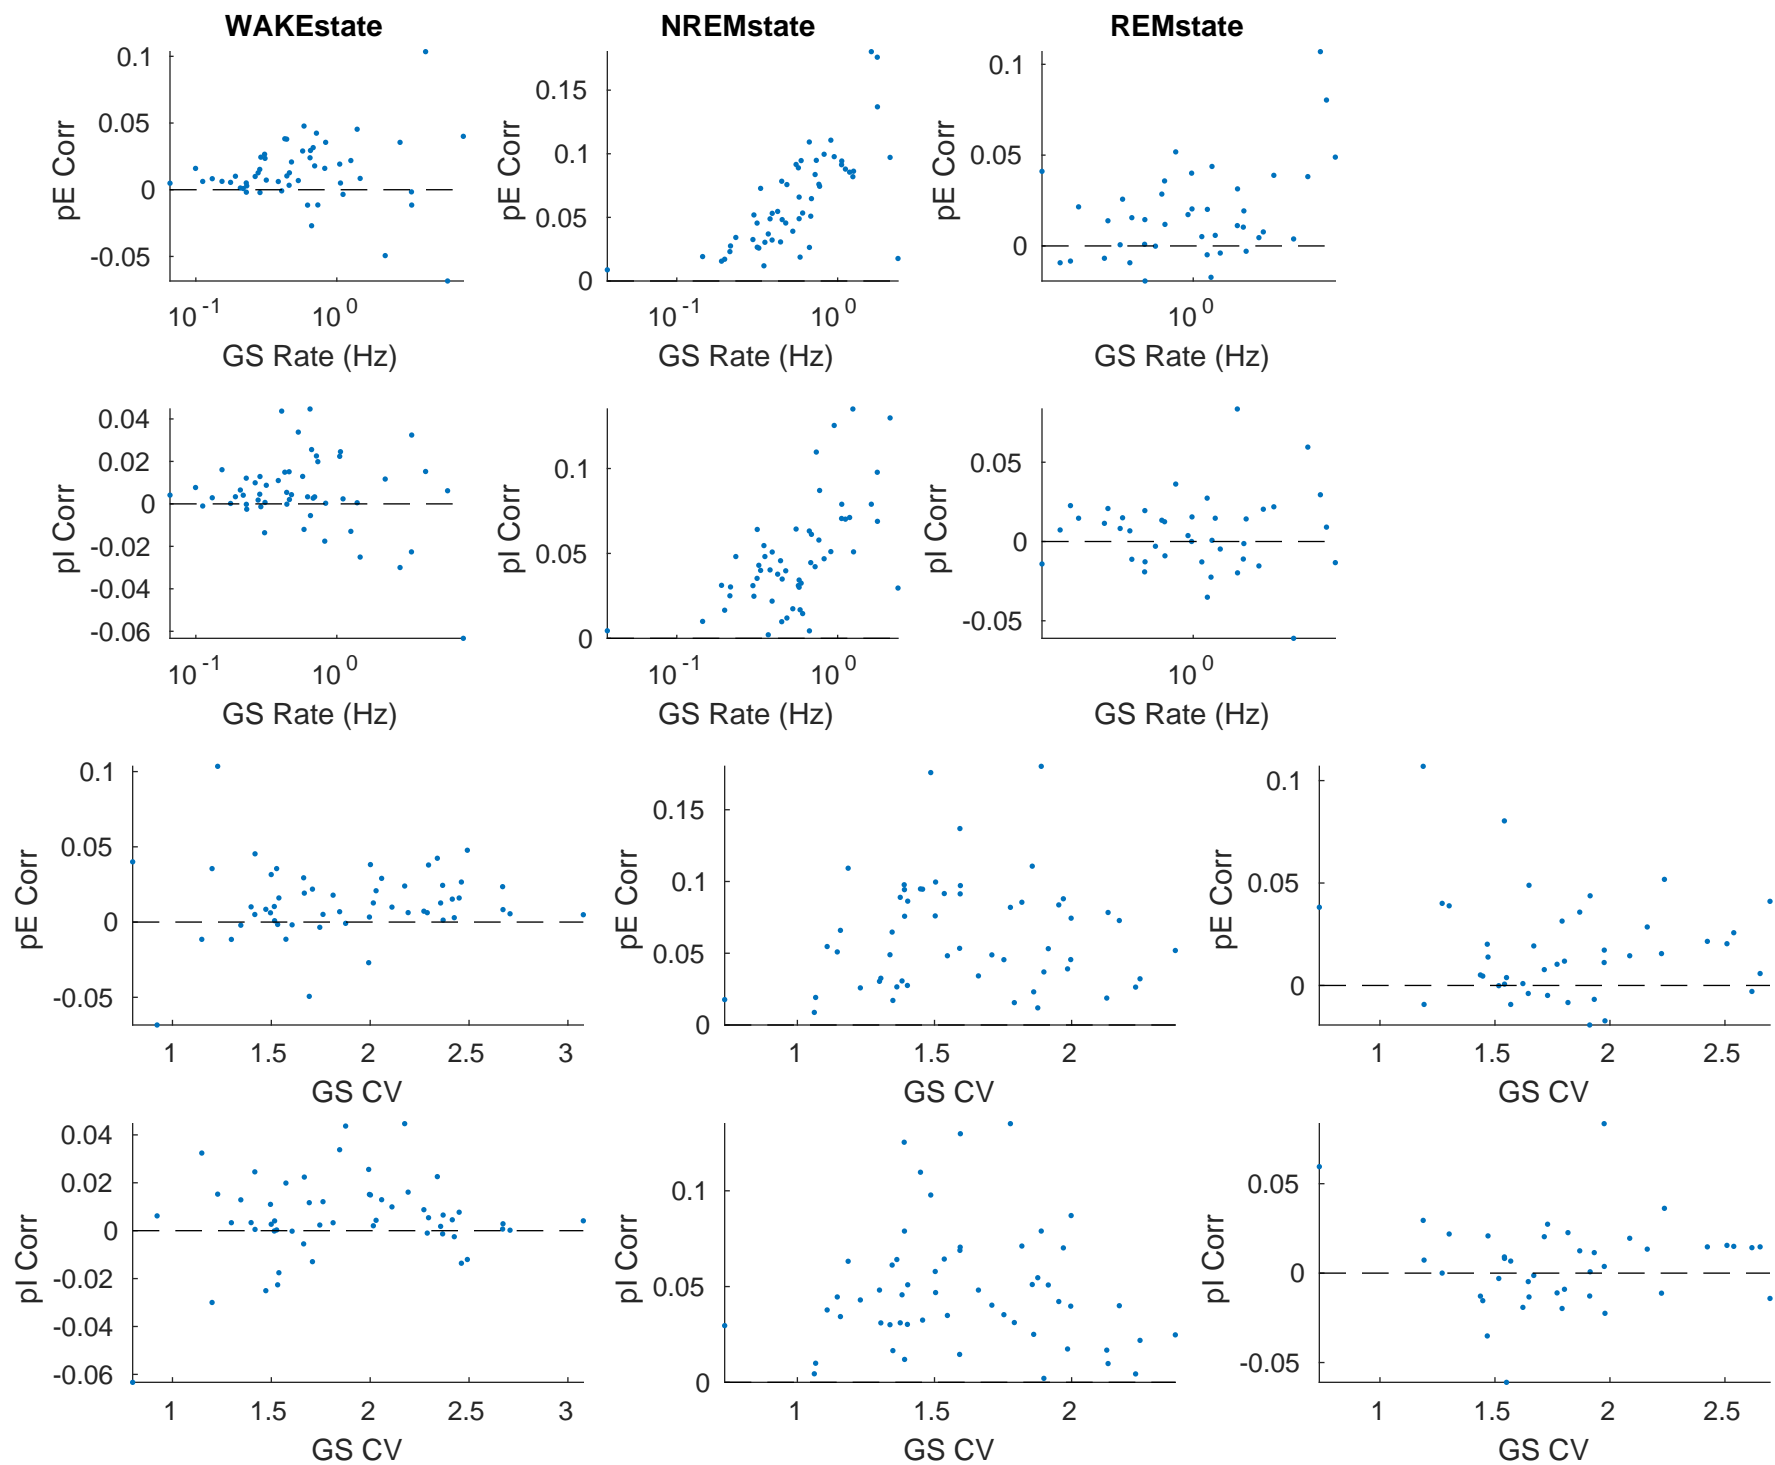 WAKEstate NREMstate REMstate
0.1
0.05
0
-0.05
pE Corr
10^-1 10^0
GS Rate (Hz)
0.15
0.1
0.05
0
pE Corr
10^-1 10^0
GS Rate (Hz)
0.1
0.05
0
pE Corr
10^0
GS Rate (Hz)
0.04
0.02
0
-0.02
-0.04
-0.06
pI Corr
10^-1 10^0
GS Rate (Hz)
0.1
0.05
0
pI Corr
10^-1 10^0
GS Rate (Hz)
0.05
0
-0.05
pI Corr
10^0
GS Rate (Hz)
0.1
0.05
0
-0.05
pE Corr
1 1.5 2 2.5 3
GS CV
0.15
0.1
0.05
0
pE Corr
1 1.5 2
GS CV
0.1
0.05
0
pE Corr
1 1.5 2 2.5
GS CV
0.04
0.02
0
-0.02
-0.04
-0.06
pI Corr
1 1.5 2 2.5 3
GS CV
0.1
0.05
0
pI Corr
1 1.5 2
GS CV
0.05
0
-0.05
pI Corr
1 1.5 2 2.5
GS CV